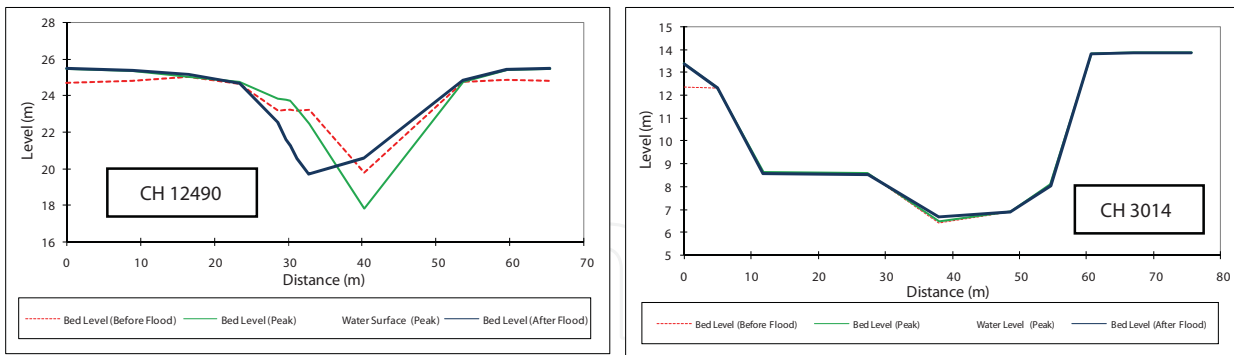 28
26
24
22
20
18
16
Level (m)
CH 12490
0 10 20 30 40 50 60 70
Distance (m)
Bed Level (Before Flood) Bed Level (Peak) Water Surface (Peak) Bed Level (After Flood)
15
14
13
12
11
10
9
8
7
6
5
Level (m)
CH 3014
0 10 20 30 40 50 60 70 80
Distance (m)
Bed Level (Before Flood) Bed Level (Peak) Water Level (Peak) Bed Level (After Flood)